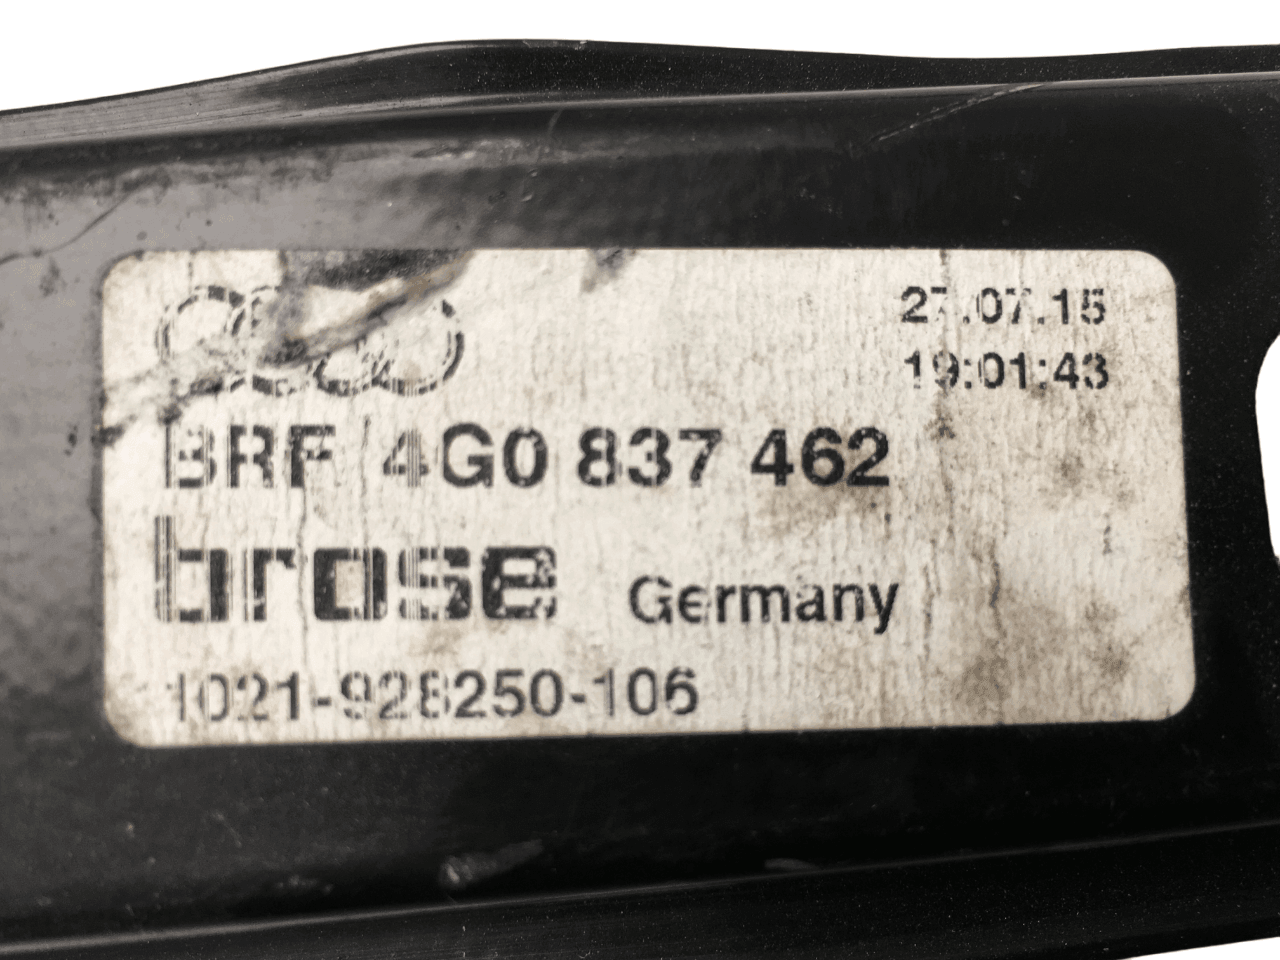 27.07.15
19:01:43
BRF 4G0 837 462
brose Germany
1021-928250-106